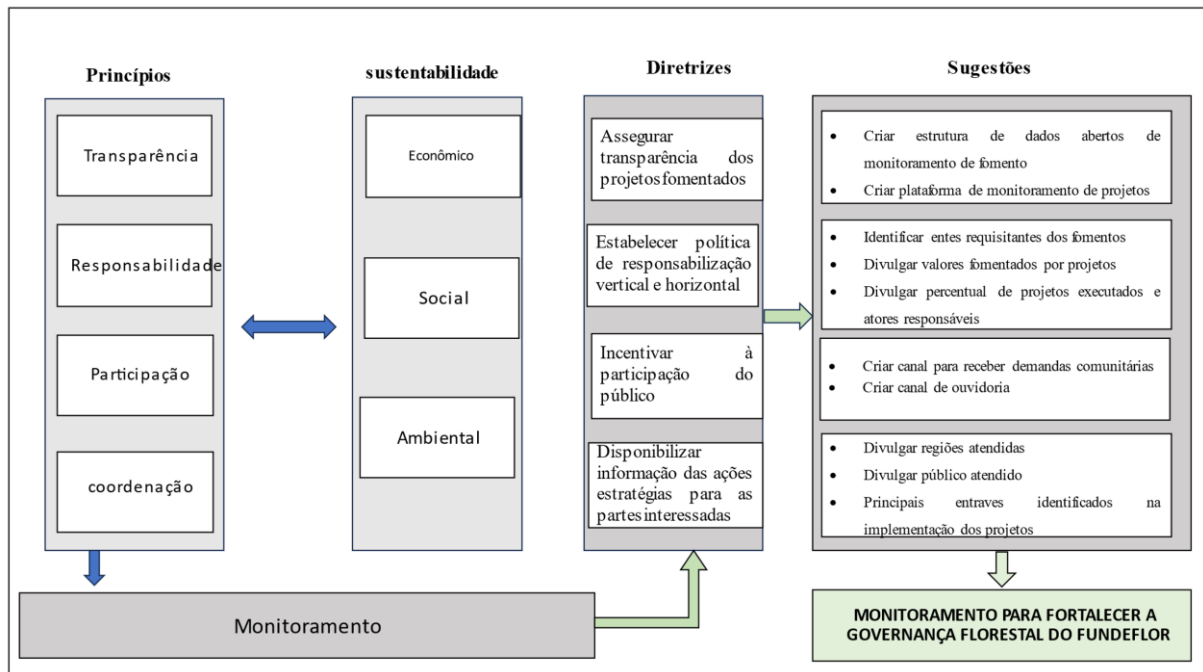 Princípios
Transparência
Responsabilidade
Participação
coordenação
sustentabilidade
Econômico
Social
Ambiental
Diretrizes
Assegurar
transparência dos
projetos fomentados
Estabelecer política
de responsabilização
vertical e horizontal
Incentivar à
participação do
público
Disponibilizar
informação das ações
estratégias para as
partes interessadas
Sugestões
• Criar estrutura de dados abertos de
monitoramento de fomento
• Criar plataforma de monitoramento de projetos
• Identificar entes requisitantes dos fomentos
• Divulgar valores fomentados por projetos
• Divulgar percentual de projetos executados e
atores responsáveis
• Criar canal para receber demandas comunitárias
• Criar canal de ouvidoria
• Divulgar regiões atendidas
• Divulgar público atendido
• Principais entraves identificados na
implementação dos projetos
Monitoramento
MONITORAMENTO PARA FORTALECER A
GOVERNANÇA FLORESTAL DO FUNDEFLOR